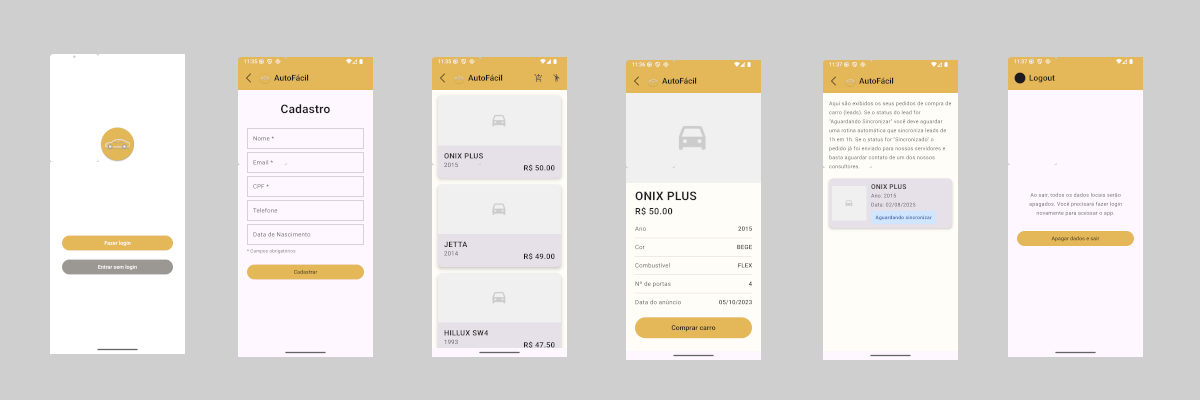 Fazer login
Entrar sem login
11:35
AutoFácil
Cadastro
Nome *
Email *
CPF *
Telefone
Data de Nascimento
* Campos obrigatórios
Cadastrar
11:35
AutoFácil
ONIX PLUS
2015
R$ 50.00
JETTA
2014
R$ 49.00
HILLUX SW4
1993
R$ 47.50
11:36
AutoFácil
ONIX PLUS
R$ 50.00
Ano 2015
Cor BEGE
Combustível FLEX
Nº de portas 4
Data do anúncio 05/10/2023
Comprar carro
11:37
AutoFácil
Aqui são exibidos os seus pedidos de compra de
carro (leads). Se o status do lead for
"Aguardando Sincronizar" você deve aguardar
uma rotina automática que sincroniza leads de
1h em 1h. Se o status for "Sincronizado" o
pedido já foi enviado para nossos servidores e
basta aguardar contato de um dos nossos
consultores.
ONIX PLUS
Ano: 2015
Data: 02/08/2025
Aguardando sincronizar
11:37
Logout
Ao sair, todos os dados locais serão
apagados. Você precisará fazer login
novamente para acessar o app.
Apagar dados e sair